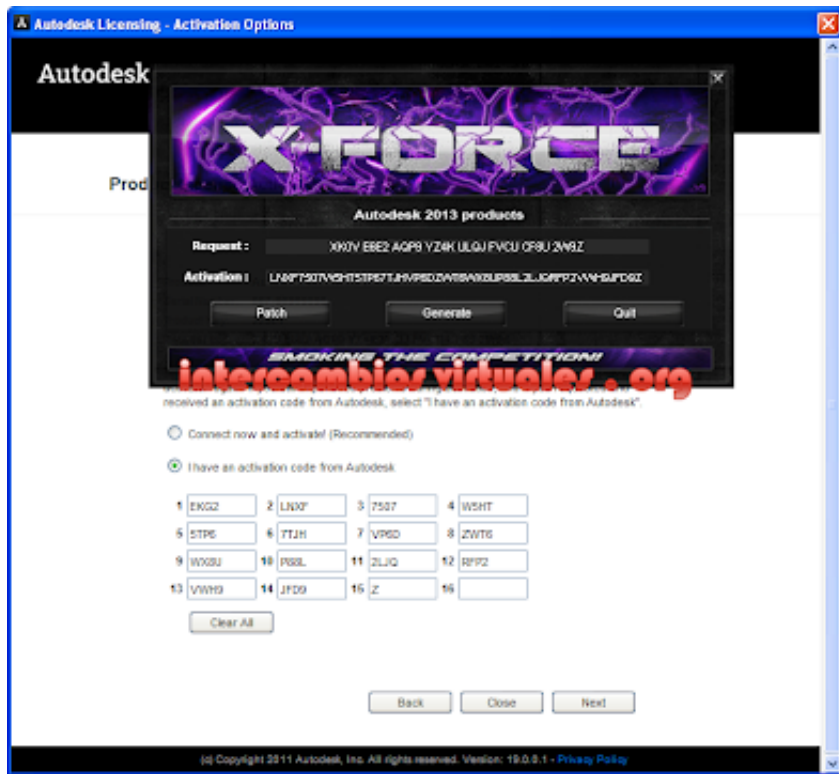 Autodesk Licensing - Activation Options
Autodesk
X-FORCE
Prod
Autodesk 2013 products
Request :
Activation :
Patch Generate Quit
SMOKING THE COMPETITION!
intercambios virtuales . org
received an activation code from Autodesk, select "I have an activation code from Autodesk".
Connect now and activate! (Recommended)
I have an activation code from Autodesk
1 EKGZ 2 LNXF 3 7507 4 W5HT
5 5TP6 6 7TJH 7 VP6D 8 ZWT6
9 WX8U 10 P88L 11 2LJQ 12 RFP2
13 VWH9 14 JFD9 15 Z 16
Clear All
Back Close Next
(c) Copyright 2011 Autodesk, Inc. All rights reserved. Version: 19.0.0.1 - Privacy Policy